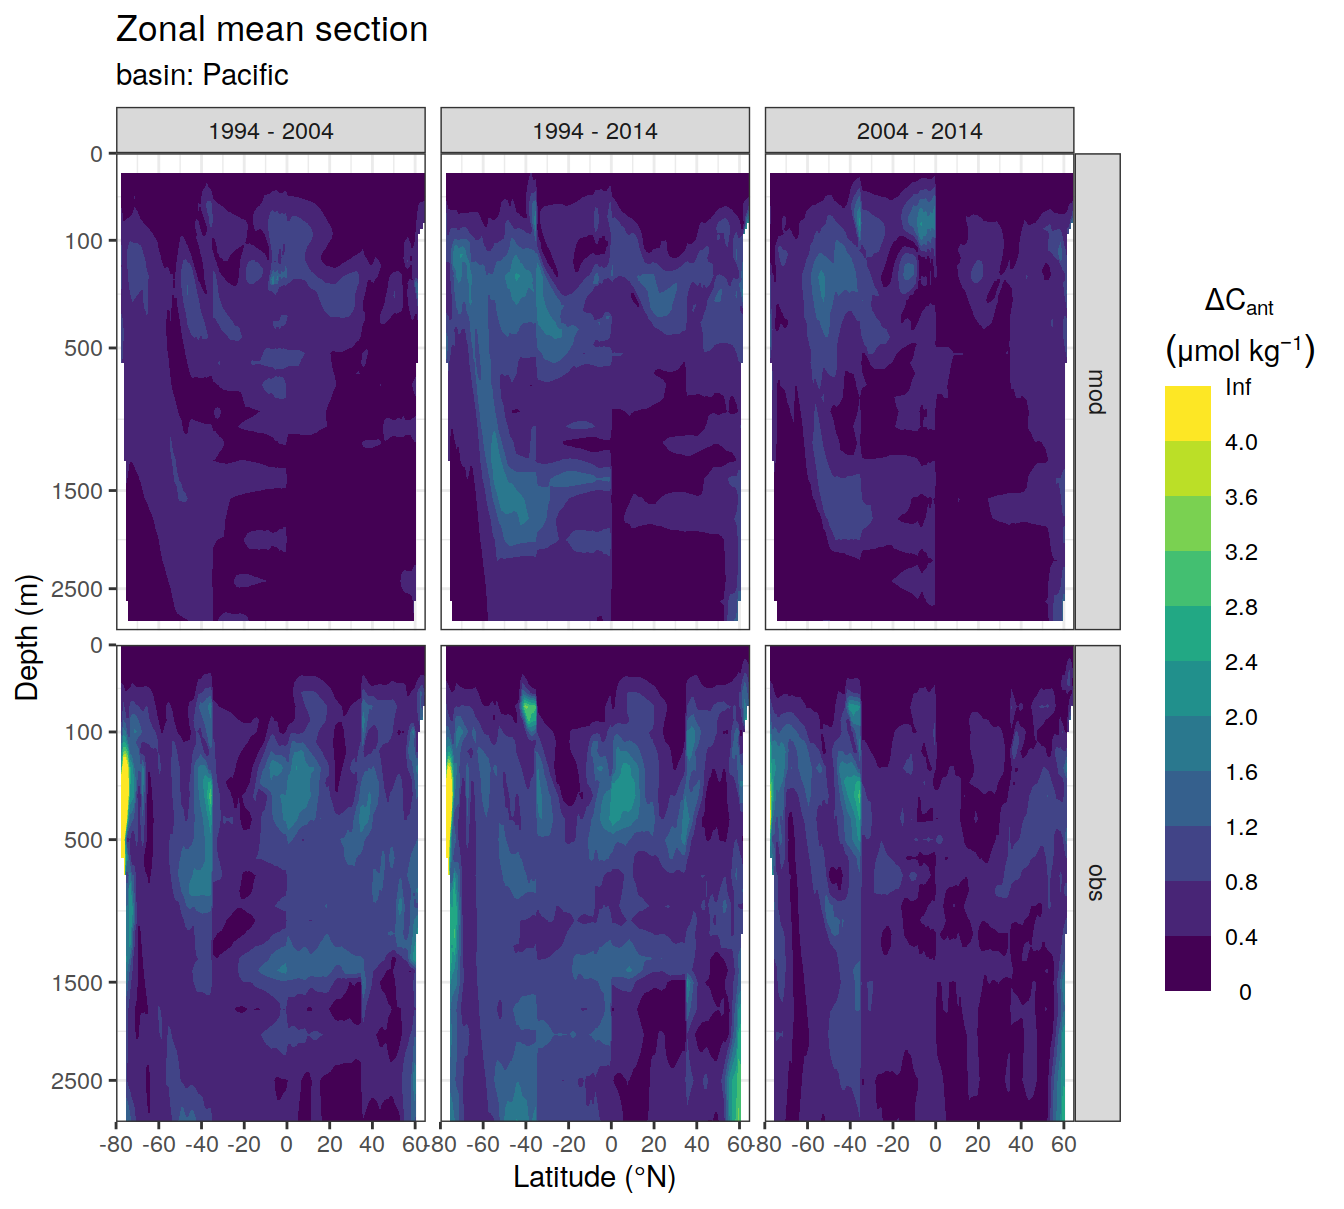 Zonal mean section
basin: Pacific
1994 - 2004
1994 - 2014
2004 - 2014
0
100
500
1500
2500
mod
0
100
500
1500
2500
obs
Depth (m)
-80 -60 -40 -20 0 20 40 60
-80 -60 -40 -20 0 20 40 60
-80 -60 -40 -20 0 20 40 60
Latitude (°N)
ΔCant
(µmol kg⁻¹)
Inf
4.0
3.6
3.2
2.8
2.4
2.0
1.6
1.2
0.8
0.4
0